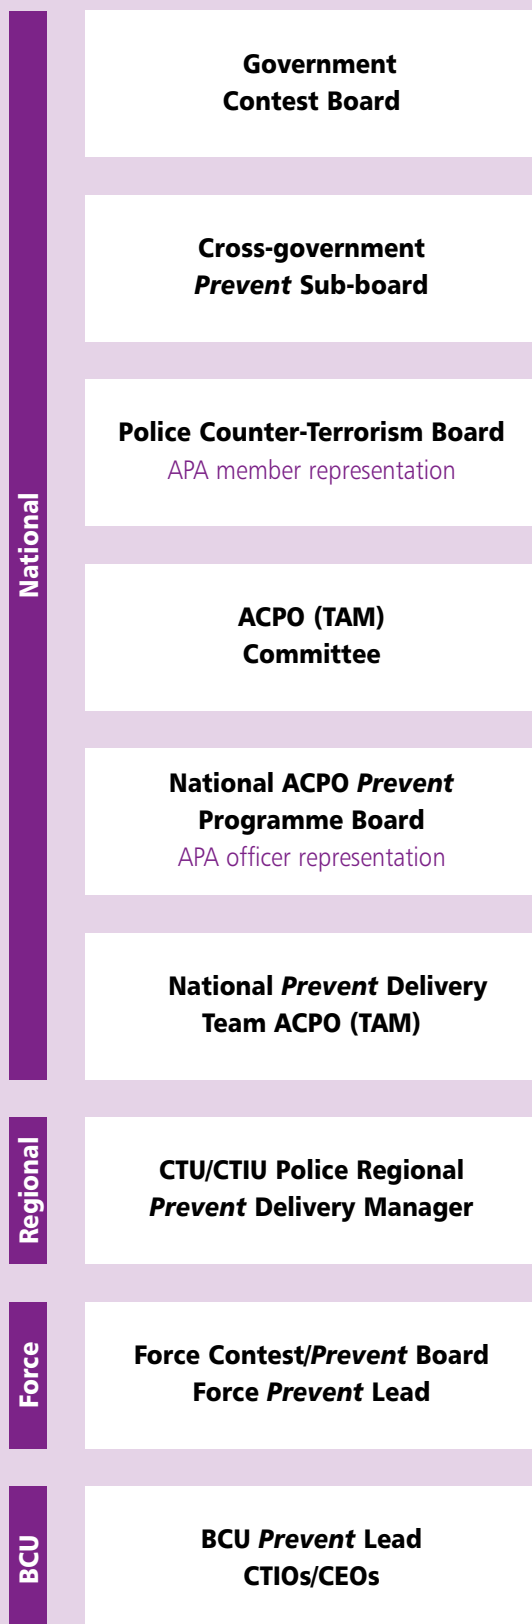 National
Government
Contest Board
Cross-government
Prevent Sub-board
Police Counter-Terrorism Board
APA member representation
ACPO (TAM)
Committee
National ACPO Prevent
Programme Board
APA officer representation
National Prevent Delivery
Team ACPO (TAM)
Regional
CTU/CTIU Police Regional
Prevent Delivery Manager
Force
Force Contest/Prevent Board
Force Prevent Lead
BCU
BCU Prevent Lead
CTIOs/CEOs